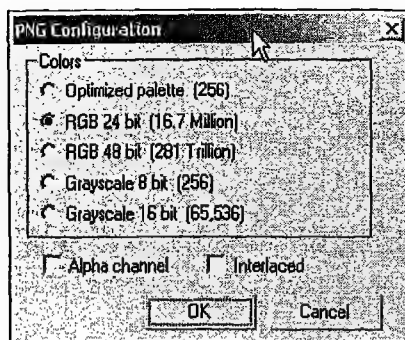 PNG Configuration
Colors
Optimized palette (256)
RGB 24 bit (16.7 Million)
RGB 48 bit (281 Trillion)
Grayscale 8 bit (256)
Grayscale 16 bit (65,536)
Alpha channel Interlaced
OK Cancel